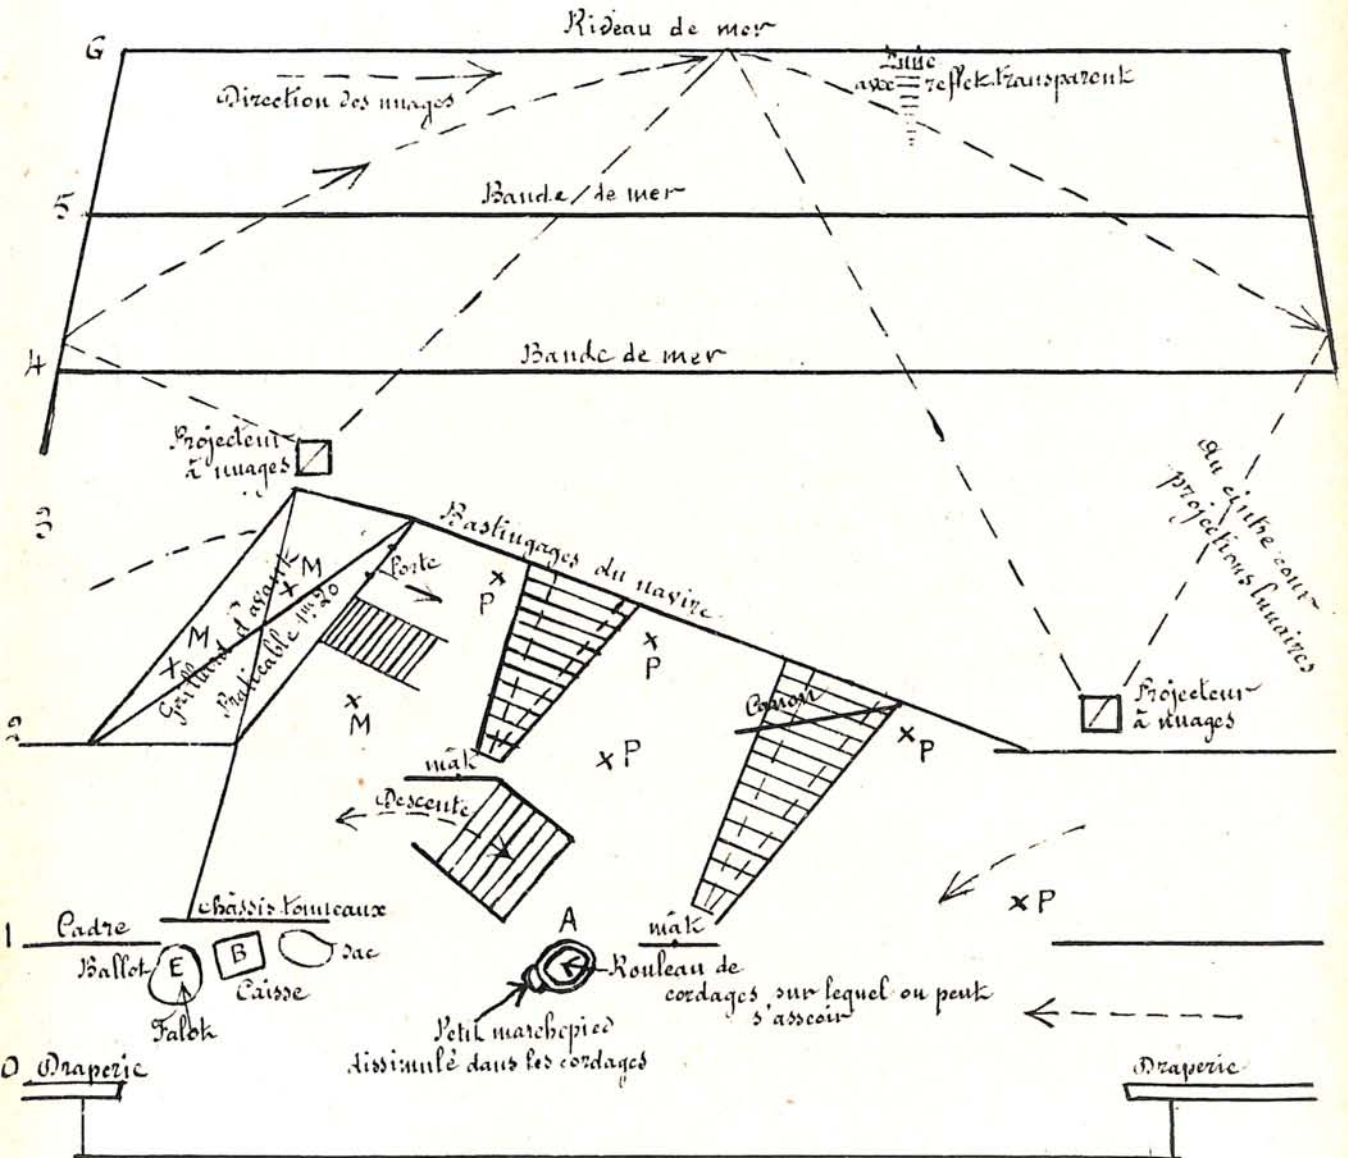 Rideau de mer
6
Lune
avec reflet transparent
Direction des nuages
5
Bande de mer
4
Bande de mer
Projecteur
à nuages
Au cintre pour
projections lunaires
3
Bastingages du navire
Porte
M
P
Gaillard d'avant
Praticable 1m20
M
P
M
Canon
Projecteur
à nuages
2
P
P
mât
Descente
P
châssis tonneaux
1
Cadre
A
mât
Ballot
E
B
Sac
Caisse
Rouleau de
cordages sur lequel on peut
s'asseoir
Falot
Petit marchepied
dissimulé dans les cordages
0
Draperie
Draperie